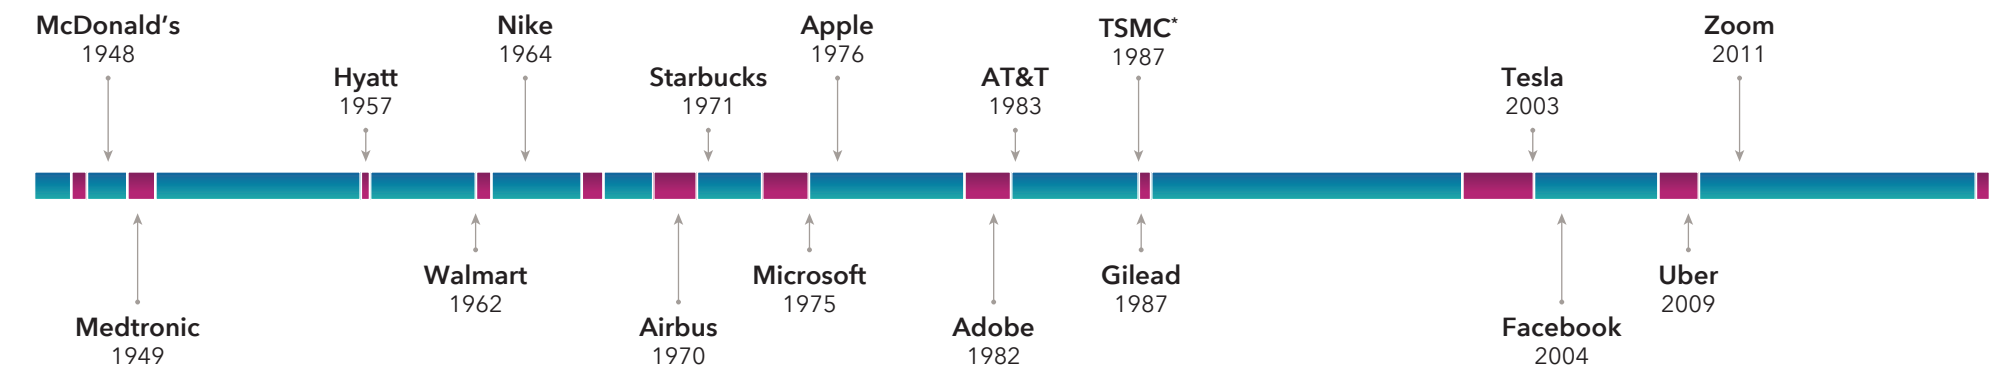 McDonald's
1948
Nike
1964
Apple
1976
TSMC*
1987
Zoom
2011
Hyatt
1957
Starbucks
1971
AT&T
1983
Tesla
2003
Walmart
1962
Microsoft
1975
Gilead
1987
Uber
2009
Medtronic
1949
Airbus
1970
Adobe
1982
Facebook
2004